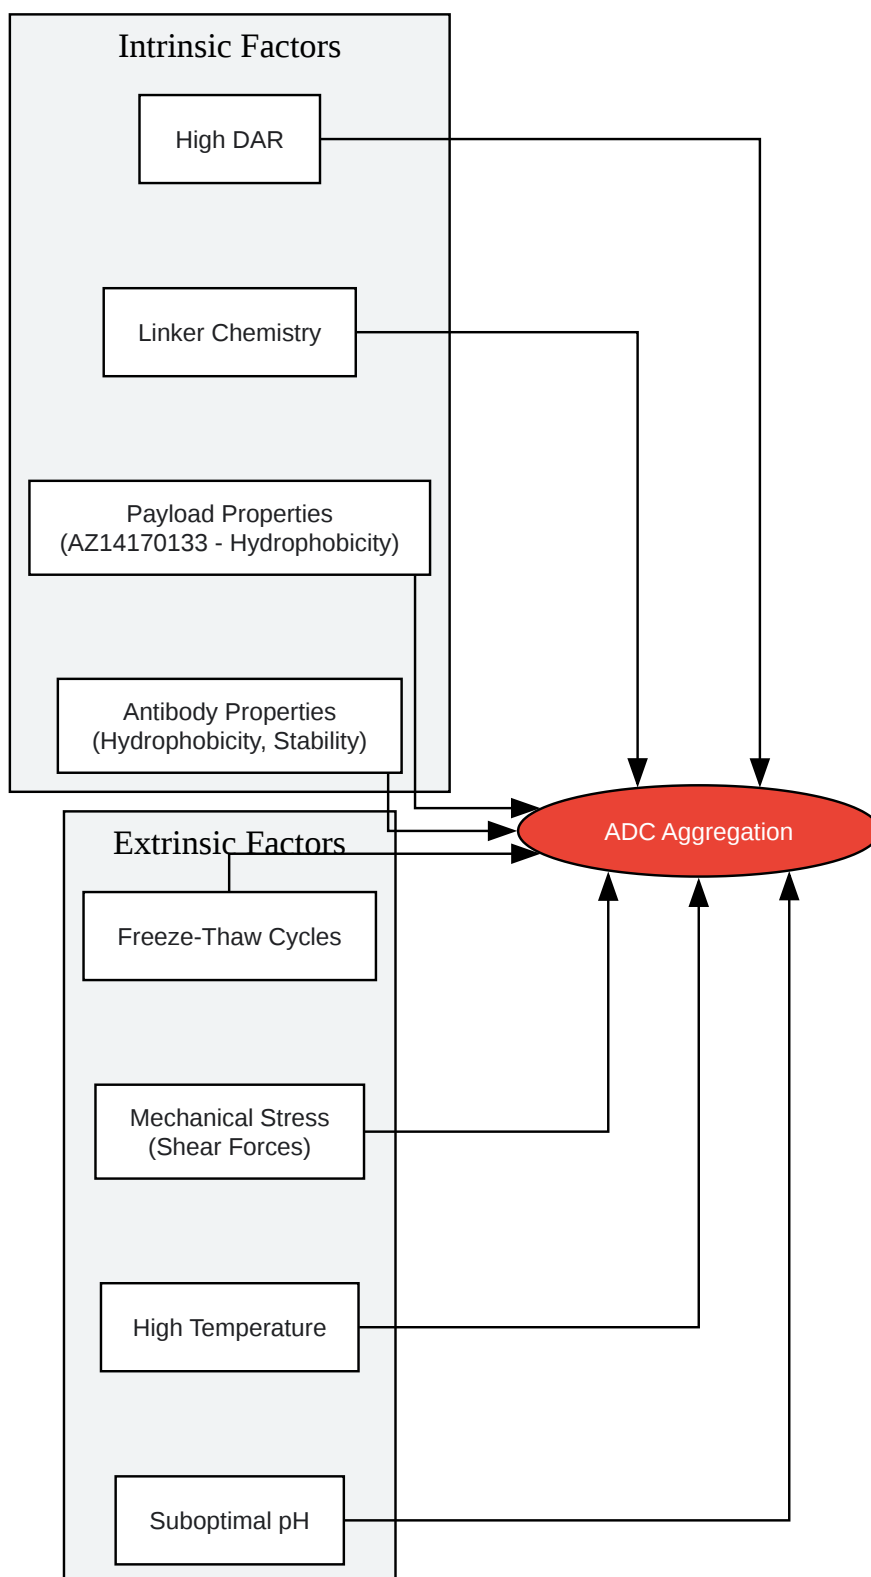 Intrinsic Factors
High DAR
Linker Chemistry
Payload Properties
(AZ14170133 - Hydrophobicity)
Antibody Properties
(Hydrophobicity, Stability)
ADC Aggregation
Extrinsic Factors
Freeze-Thaw Cycles
Mechanical Stress
(Shear Forces)
High Temperature
Suboptimal pH